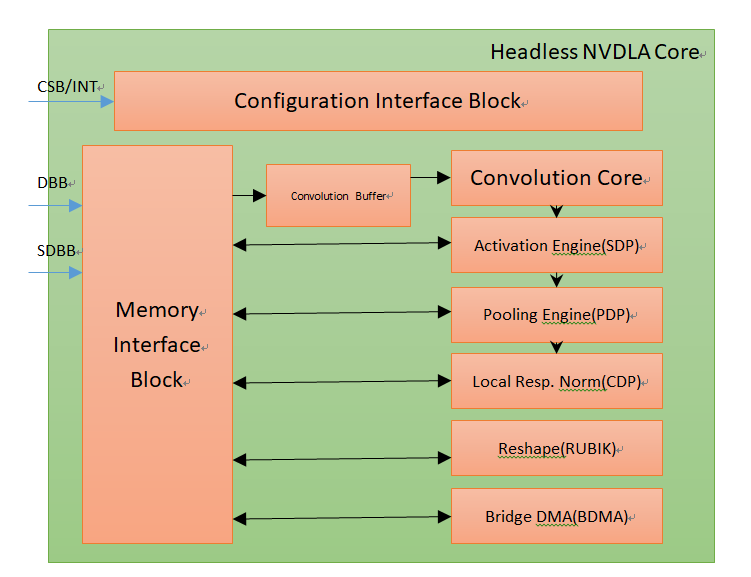 Headless NVDLA Core
CSB/INT
Configuration Interface Block
DBB
SDBB
Memory
Interface
Block
Convolution Buffer
Convolution Core
Activation Engine(SDP)
Pooling Engine(PDP)
Local Resp. Norm(CDP)
Reshape(RUBIK)
Bridge DMA(BDMA)